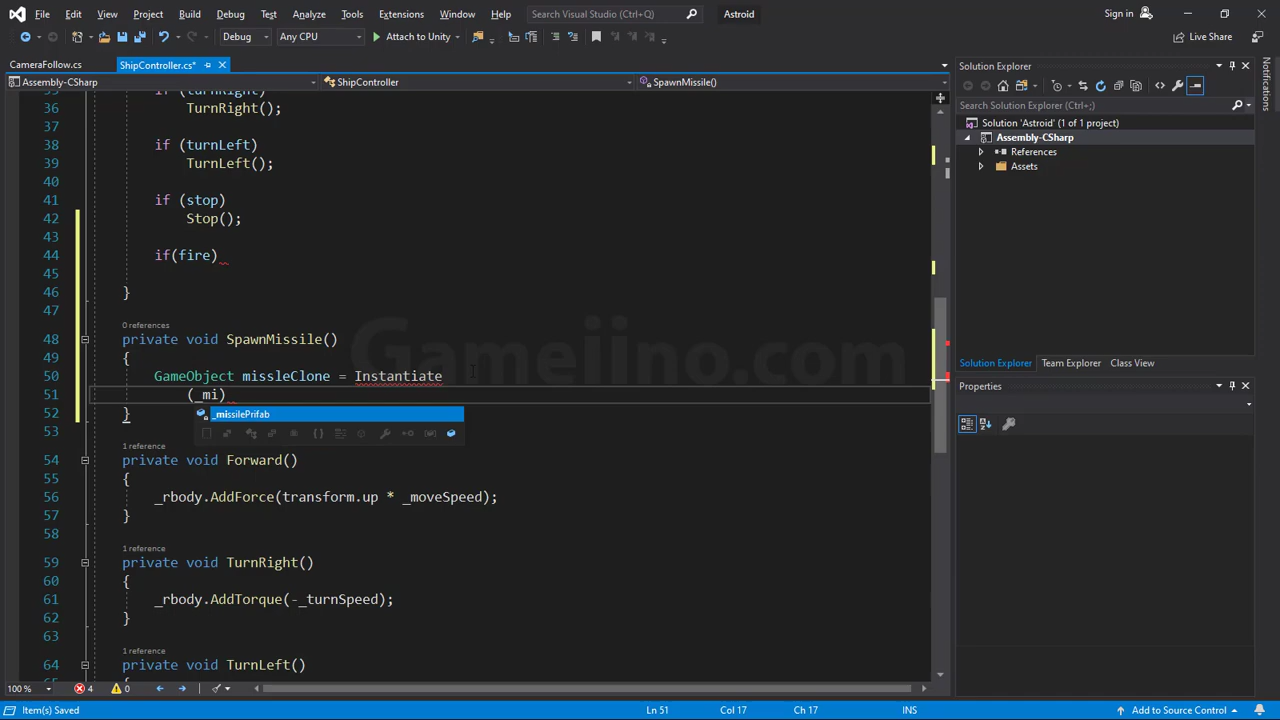 File Edit View Project Build Debug Test Analyze Tools Extensions Window Help Search Visual Studio (Ctrl+Q) Astroid Sign in
Debug Any CPU Attach to Unity Live Share
CameraFollow.cs ShipController.cs*
Assembly-CSharp ShipController SpawnMissile()
35 if (turnRight)
36 TurnRight();
37
38 if (turnLeft)
39 TurnLeft();
40
41 if (stop)
42 Stop();
43
44 if(fire)
45
46 }
47
0 references
48 private void SpawnMissile()
49 {
50 GameObject missleClone = Instantiate
51 (_mi)
_missilePrifab
52 }
53
1 reference
54 private void Forward()
55 {
56 _rbody.AddForce(transform.up * _moveSpeed);
57 }
58
1 reference
59 private void TurnRight()
60 {
61 _rbody.AddTorque(-_turnSpeed);
62 }
63
1 reference
64 private void TurnLeft()
65 {
Gameiino.com
100 % 4 0 Ln 51 Col 17 Ch 17 INS
Solution Explorer
Search Solution Explorer (Ctrl+;)
Solution 'Astroid' (1 of 1 project)
Assembly-CSharp
References
Assets
Solution Explorer Team Explorer Class View
Properties
Notifications
Item(s) Saved Add to Source Control